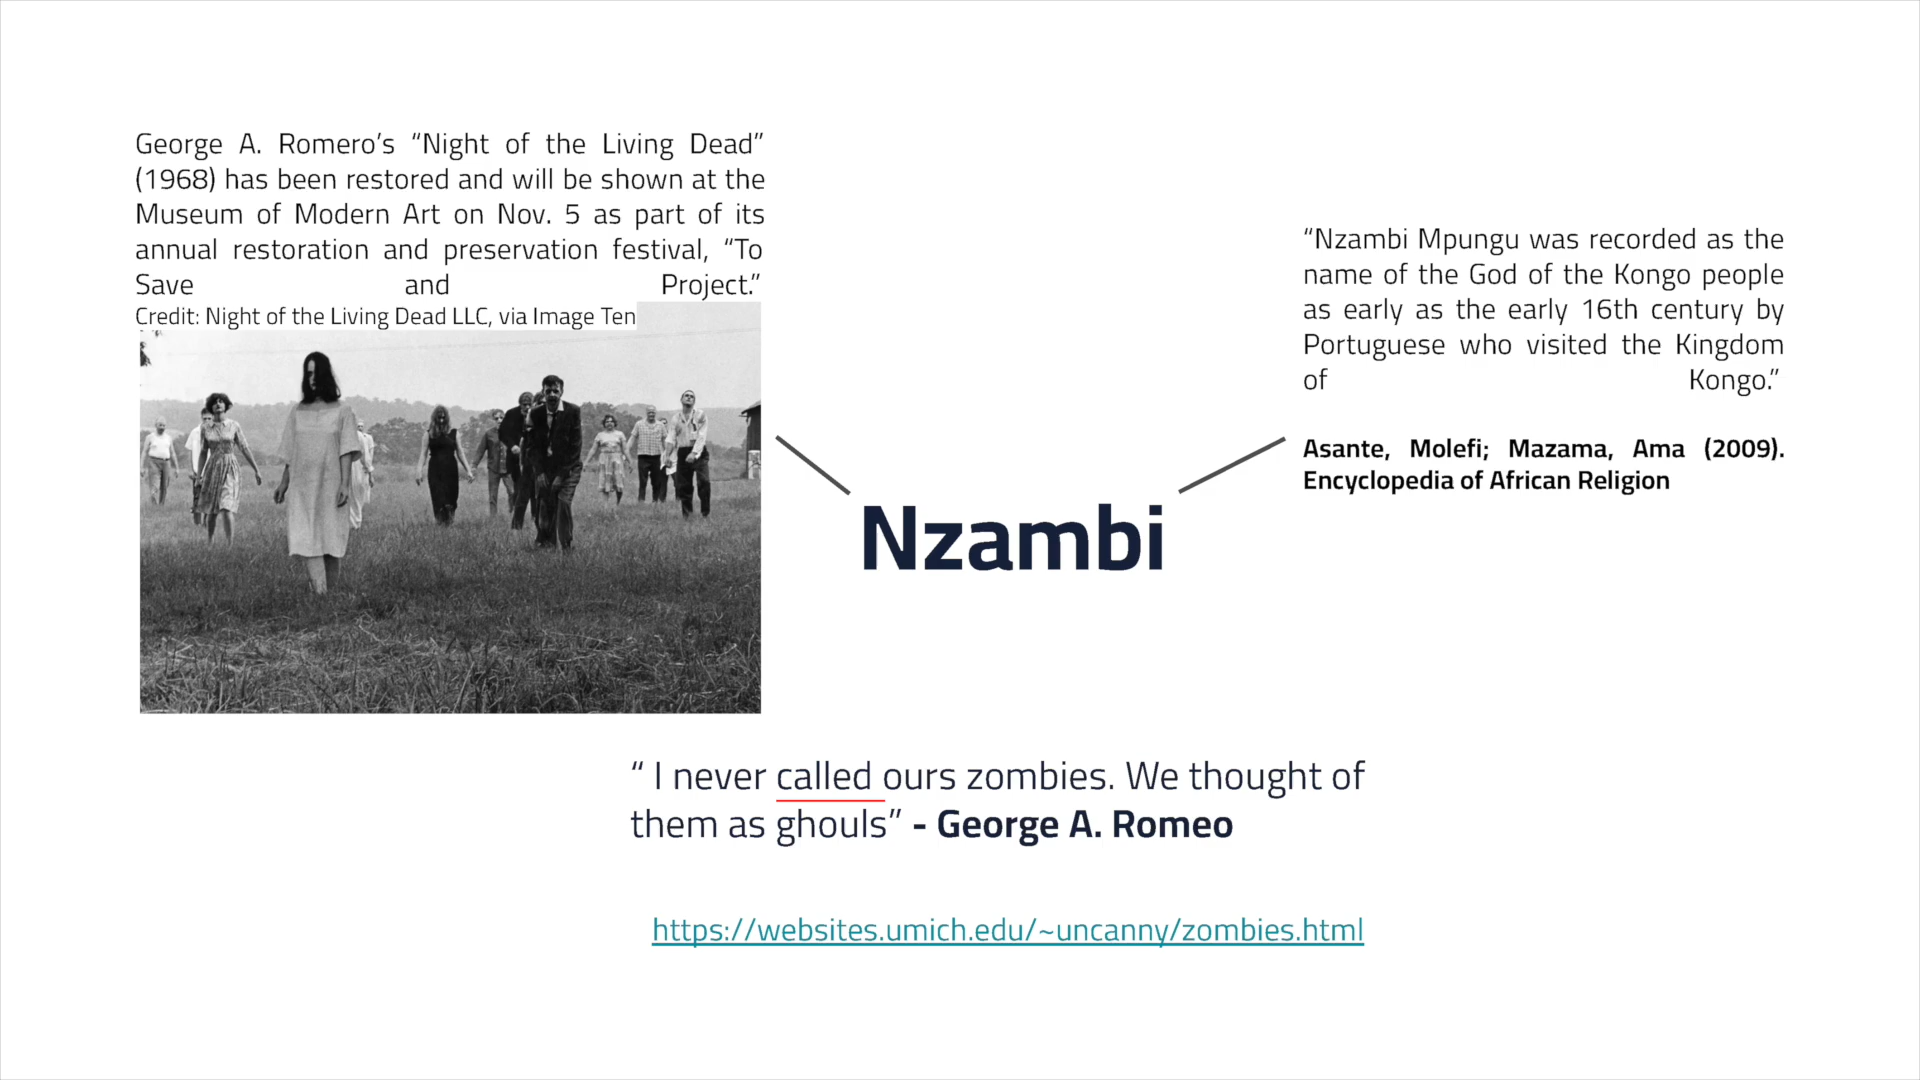 George A. Romero’s “Night of the Living Dead”
(1968) has been restored and will be shown at the
Museum of Modern Art on Nov. 5 as part of its
annual restoration and preservation festival, “To
Save and Project.”
Credit: Night of the Living Dead LLC, via Image Ten
“Nzambi Mpungu was recorded as the
name of the God of the Kongo people
as early as the early 16th century by
Portuguese who visited the Kingdom
of Kongo.”
Asante, Molefi; Mazama, Ama (2009).
Encyclopedia of African Religion
Nzambi
“ I never called ours zombies. We thought of
them as ghouls” - George A. Romeo
https://websites.umich.edu/~uncanny/zombies.html